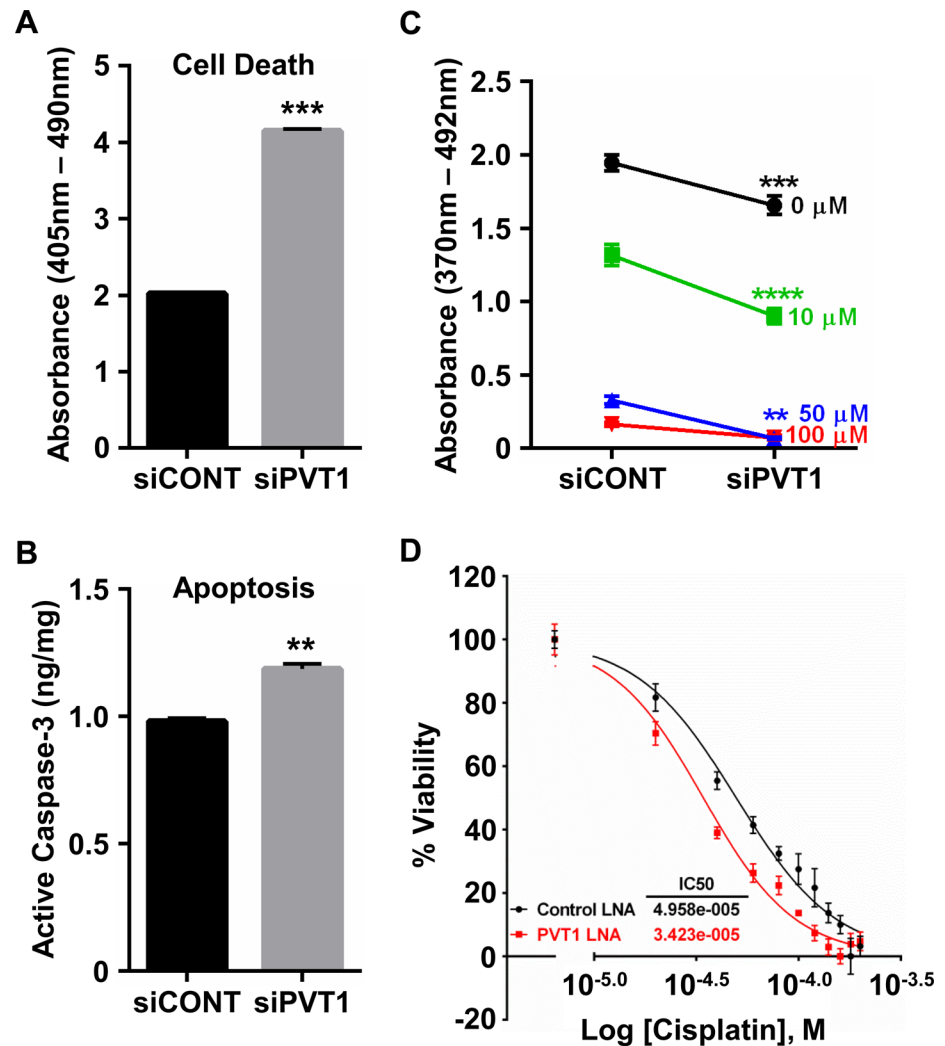 A
Cell Death
Absorbance (405nm – 490nm)
5
4
3
2
1
0
***
siCONT siPVT1
B
Apoptosis
Active Caspase-3 (ng/mg)
1.5
1.0
0.5
0
**
siCONT siPVT1
C
Absorbance (370nm – 492nm)
2.5
2.0
1.5
1.0
0.5
0
***
0 μM
****
10 μM
** 50 μM
100 μM
siCONT siPVT1
D
% Viability
120
100
80
60
40
20
0
-20
IC50
Control LNA 4.958e-005
PVT1 LNA 3.423e-005
10-5.0 10-4.5 10-4.0 10-3.5
Log [Cisplatin], M